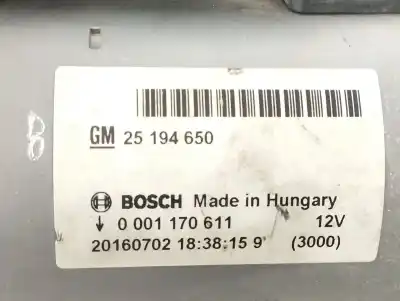 B
GM 25 194 650
BOSCH Made in Hungary
0 001 170 611 12V
20160702 18:38:15 9 (3000)